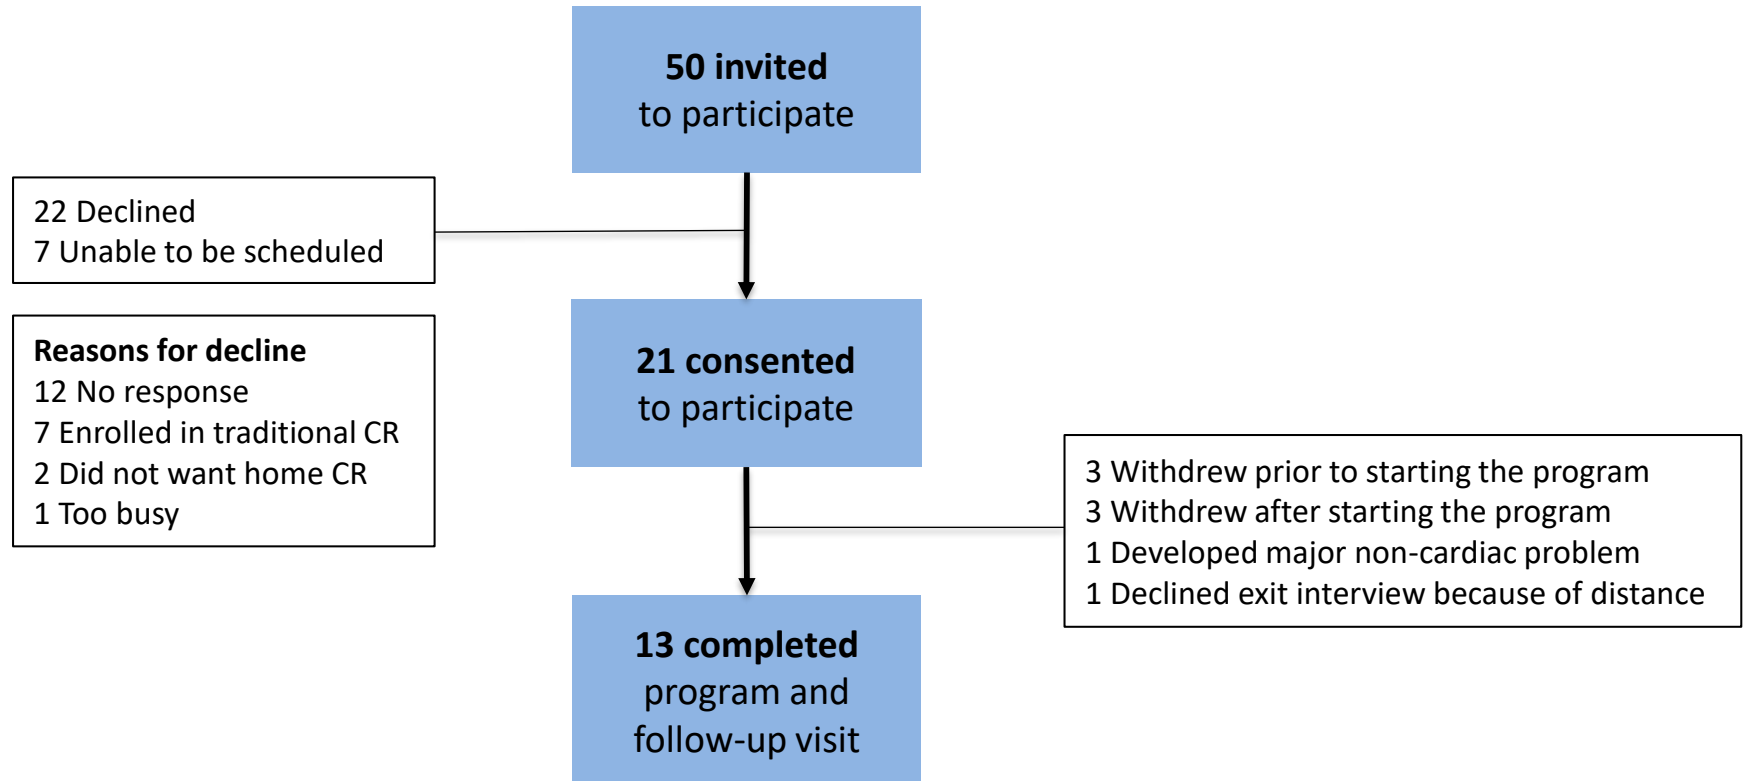 50 invited
to participate
22 Declined
7 Unable to be scheduled
Reasons for decline
12 No response
7 Enrolled in traditional CR
2 Did not want home CR
1 Too busy
21 consented
to participate
3 Withdrew prior to starting the program
3 Withdrew after starting the program
1 Developed major non-cardiac problem
1 Declined exit interview because of distance
13 completed
program and
follow-up visit